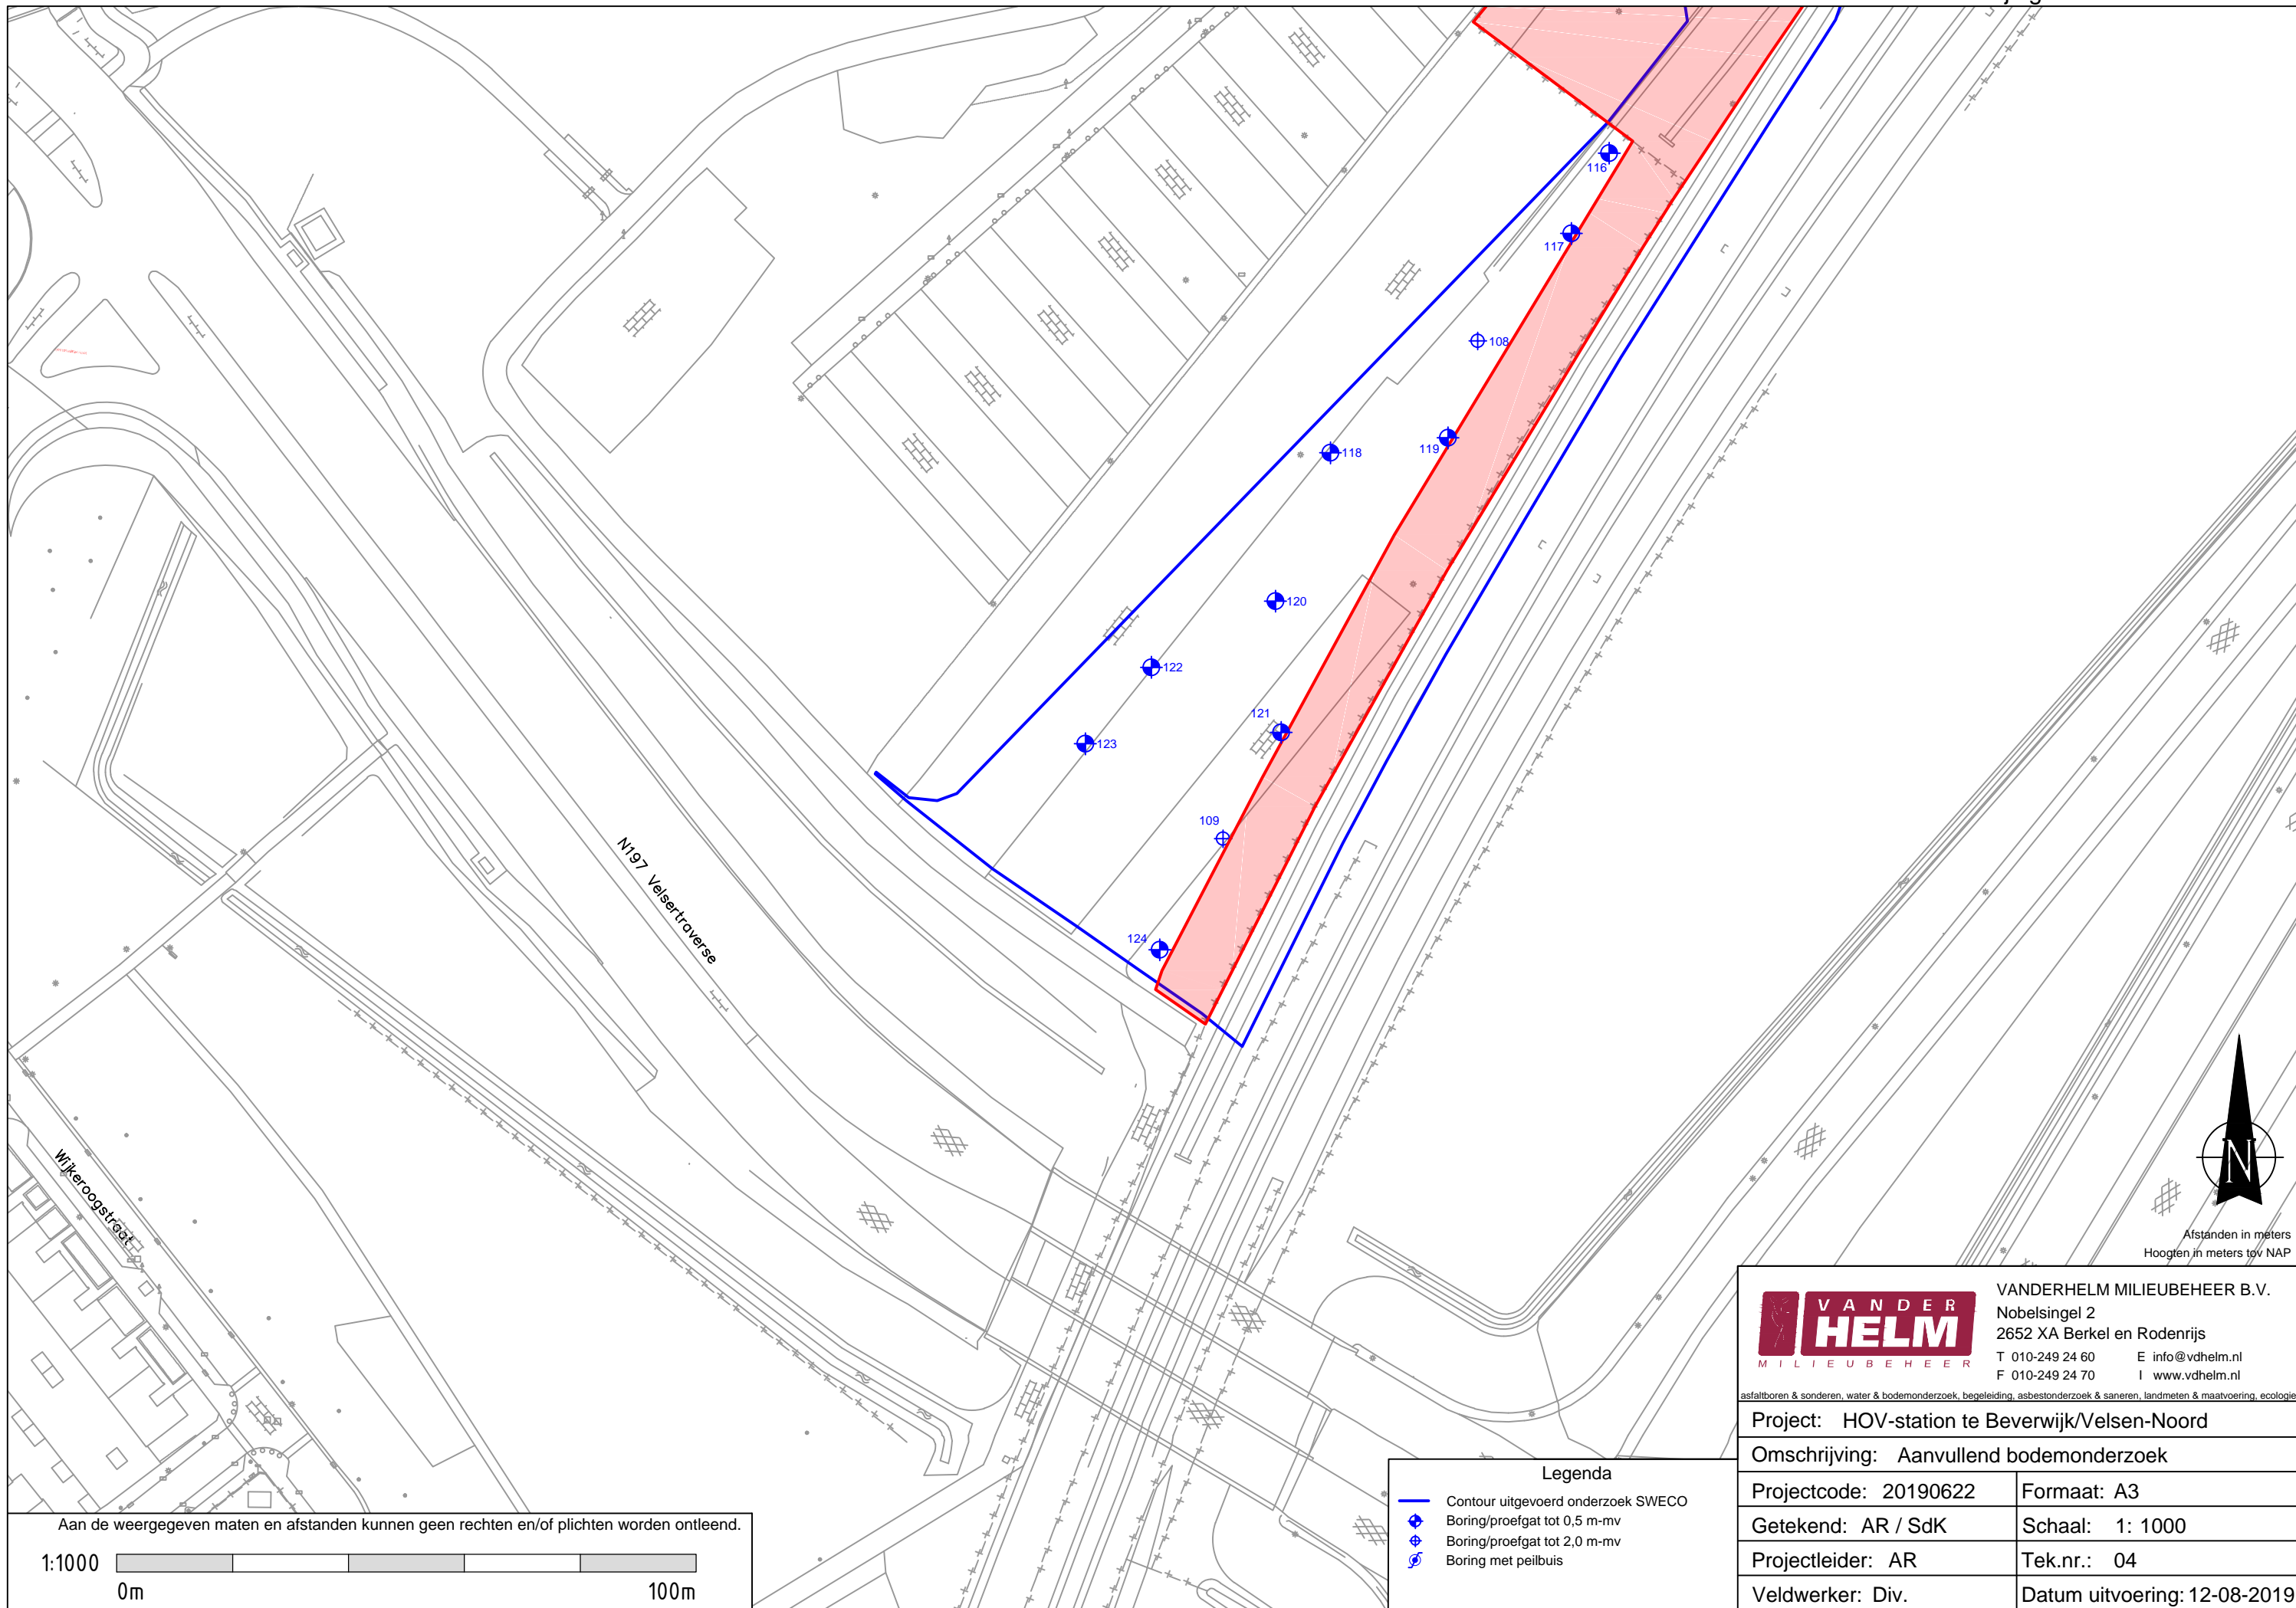 116
117
108
118
119
120
122
121
123
109
124
N197 Velsertraverse
Wijkeroogstraat
N
Afstanden in meters
Hoogten in meters tov NAP
VANDER
HELM
MILIEUBEHEER
VANDERHELM MILIEUBEHEER B.V.
Nobelsingel 2
2652 XA Berkel en Rodenrijs
T 010-249 24 60 E info@vdhelm.nl
F 010-249 24 70 I www.vdhelm.nl
asfaltboren & sonderen, water & bodemonderzoek, begeleiding, asbestonderzoek & saneren, landmeten & maatvoering, ecologie
Project: HOV-station te Beverwijk/Velsen-Noord
Omschrijving: Aanvullend bodemonderzoek
Projectcode: 20190622 Formaat: A3
Getekend: AR / SdK Schaal: 1: 1000
Projectleider: AR Tek.nr.: 04
Veldwerker: Div. Datum uitvoering: 12-08-2019
Legenda
Contour uitgevoerd onderzoek SWECO
Boring/proefgat tot 0,5 m-mv
Boring/proefgat tot 2,0 m-mv
Boring met peilbuis
Aan de weergegeven maten en afstanden kunnen geen rechten en/of plichten worden ontleend.
1:1000
0m 100m